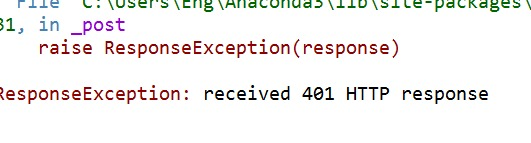 File "C:\Users\Eng\Anaconda3\lib\site-packages\
31, in _post
raise ResponseException(response)
ResponseException: received 401 HTTP response